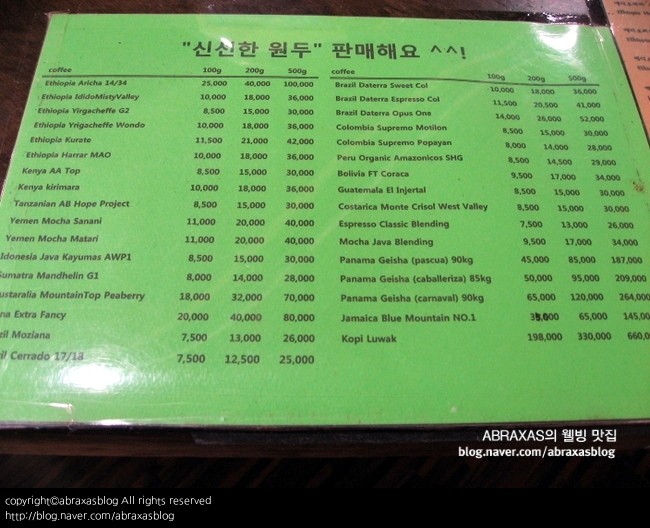 "신선한 원두" 판매해요 ^^!
coffee 100g 200g 500g
Ethiopia Aricha 14/34 25,000 40,000 100,000
Ethiopia IdidoMistyValley 10,000 18,000 36,000
Ethiopia Yirgacheffe G2 8,500 15,000 30,000
Ethiopia Yrigacheffe Wondo 10,000 18,000 36,000
Ethiopia Kurate 11,500 21,000 42,000
Ethiopia Harrar MAO 10,000 18,000 36,000
Kenya AA Top 8,500 15,000 30,000
Kenya kirimara 10,000 18,000 36,000
Tanzanian AB Hope Project 8,500 15,000 30,000
Yemen Mocha Sanani 11,000 20,000 40,000
Yemen Mocha Matari 11,000 20,000 40,000
Idonesia Java Kayumas AWP1 8,500 15,000 30,000
Sumatra Mandhelin G1 8,000 14,000 28,000
ustaralia MountainTop Peaberry 18,000 32,000 70,000
na Extra Fancy 20,000 40,000 80,000
il Moziana 7,500 13,000 26,000
il Cerrado 17/18 7,500 12,500 25,000
coffee 100g 200g 500g
Brazil Daterra Sweet Col 10,000 18,000 36,000
Brazil Daterra Espresso Col 11,500 20,500 41,000
Brazil Daterra Opus One 14,000 26,000 52,000
Colombia Supremo Motilon 8,500 15,000 30,000
Colombia Supremo Popayan 8,000 14,000 28,000
Peru Organic Amazonicos SHG 8,500 14,500 29,000
Bolivia FT Coraca 9,500 17,000 34,000
Guatemala El Injertal 8,500 15,000 30,000
Costarica Monte Crisol West Valley 8,500 15,000 30,000
Espresso Classic Blending 7,500 13,000 26,000
Mocha Java Blending 9,500 17,000 34,000
Panama Geisha (pascua) 90kg 45,000 85,000 187,000
Panama Geisha (caballeriza) 85kg 50,000 95,000 209,000
Panama Geisha (carnaval) 90kg 65,000 120,000 264,000
Jamaica Blue Mountain NO.1 65,000 145,00
Kopi Luwak 198,000 330,000 660,0
ABRAXAS의 웰빙 맛집
blog.naver.com/abraxasblog
copyright©abraxasblog All rights reserved
http://blog.naver.com/abraxasblog